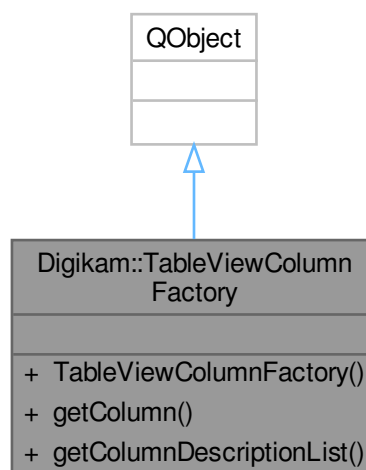 QObject
Digikam::TableViewColumn
Factory
+ TableViewColumnFactory()
+ getColumn()
+ getColumnDescriptionList()